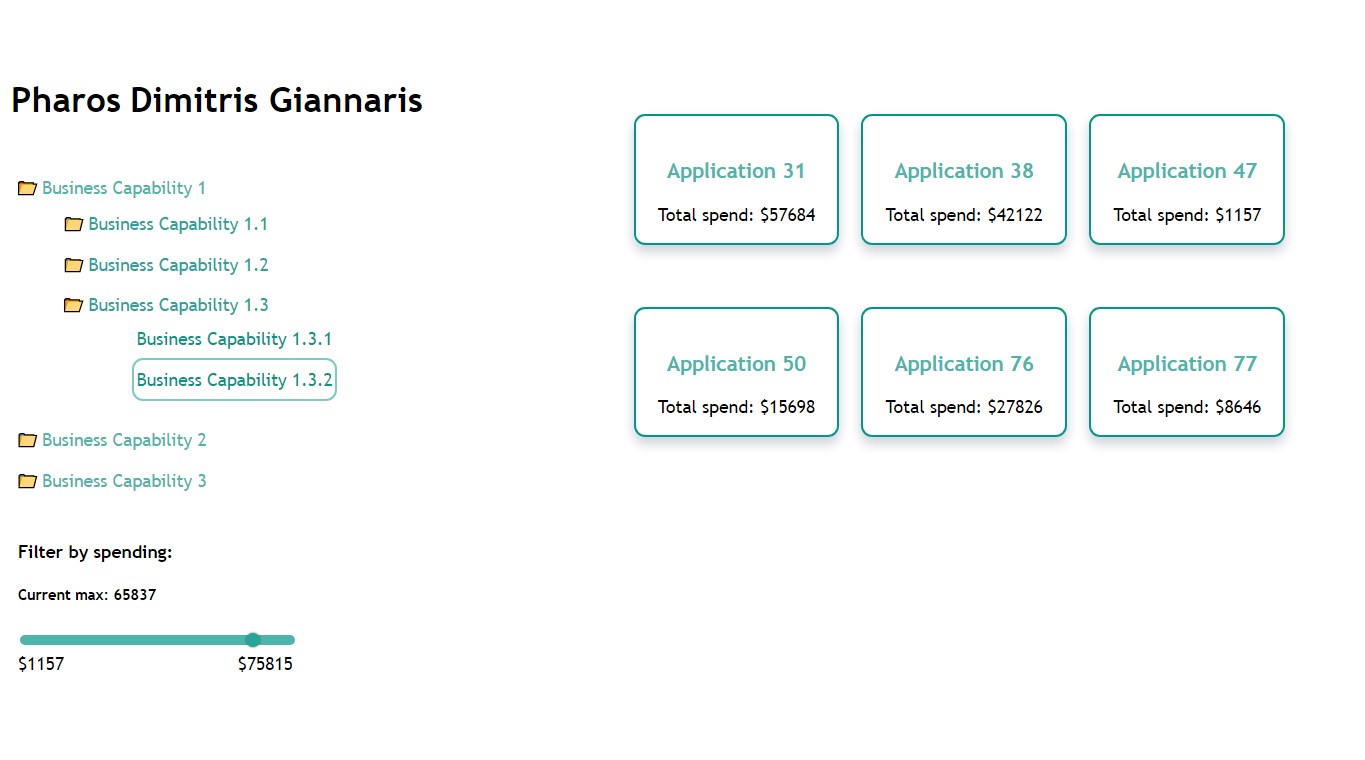 Pharos Dimitris Giannaris
Business Capability 1
Business Capability 1.1
Business Capability 1.2
Business Capability 1.3
Business Capability 1.3.1
Business Capability 1.3.2
Business Capability 2
Business Capability 3
Filter by spending:
Current max: 65837
$1157 $75815
Application 31
Total spend: $57684
Application 38
Total spend: $42122
Application 47
Total spend: $1157
Application 50
Total spend: $15698
Application 76
Total spend: $27826
Application 77
Total spend: $8646